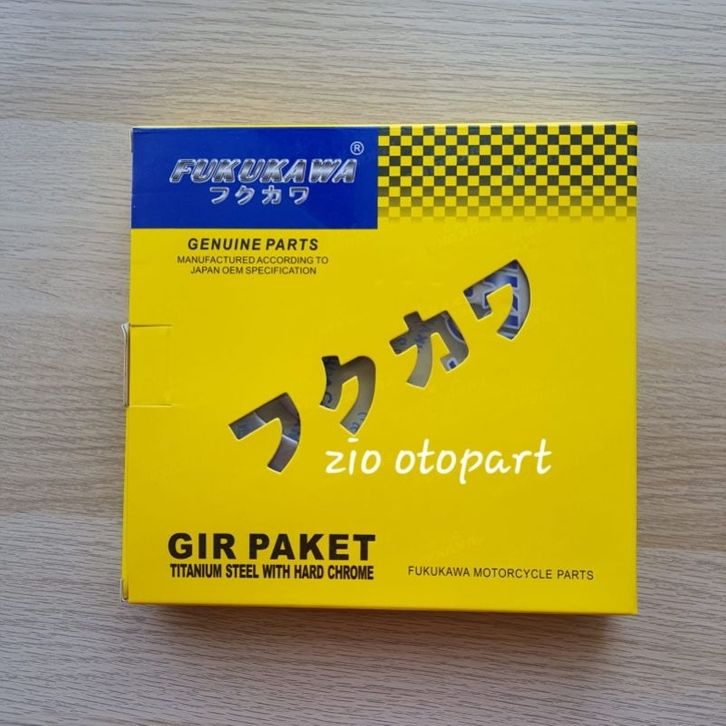 FUKUKAWA ®
フクカワ
GENUINE PARTS
MANUFACTURED ACCORDING TO
JAPAN OEM SPECIFICATION
フクカワ
zio otopart
GIR PAKET
TITANIUM STEEL WITH HARD CHROME
FUKUKAWA MOTORCYCLE PARTS